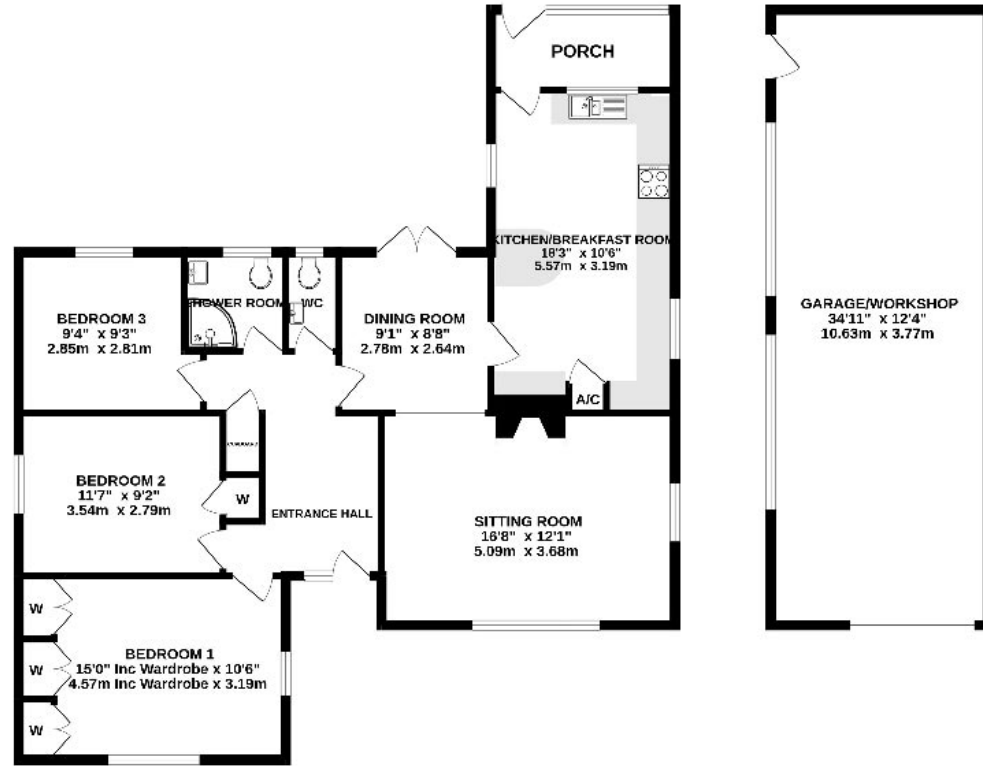 PORCH
KITCHEN/BREAKFAST ROOM
18'3" x 10'6"
5.57m x 3.19m
GARAGE/WORKSHOP
34'11" x 12'4"
10.63m x 3.77m
BEDROOM 3
9'4" x 9'3"
2.85m x 2.81m
SHOWER ROOM
WC
DINING ROOM
9'1" x 8'8"
2.78m x 2.64m
A/C
BEDROOM 2
11'7" x 9'2"
3.54m x 2.79m
W
ENTRANCE HALL
SITTING ROOM
16'8" x 12'1"
5.09m x 3.68m
W
W
W
BEDROOM 1
15'0" Inc Wardrobe x 10'6"
4.57m Inc Wardrobe x 3.19m